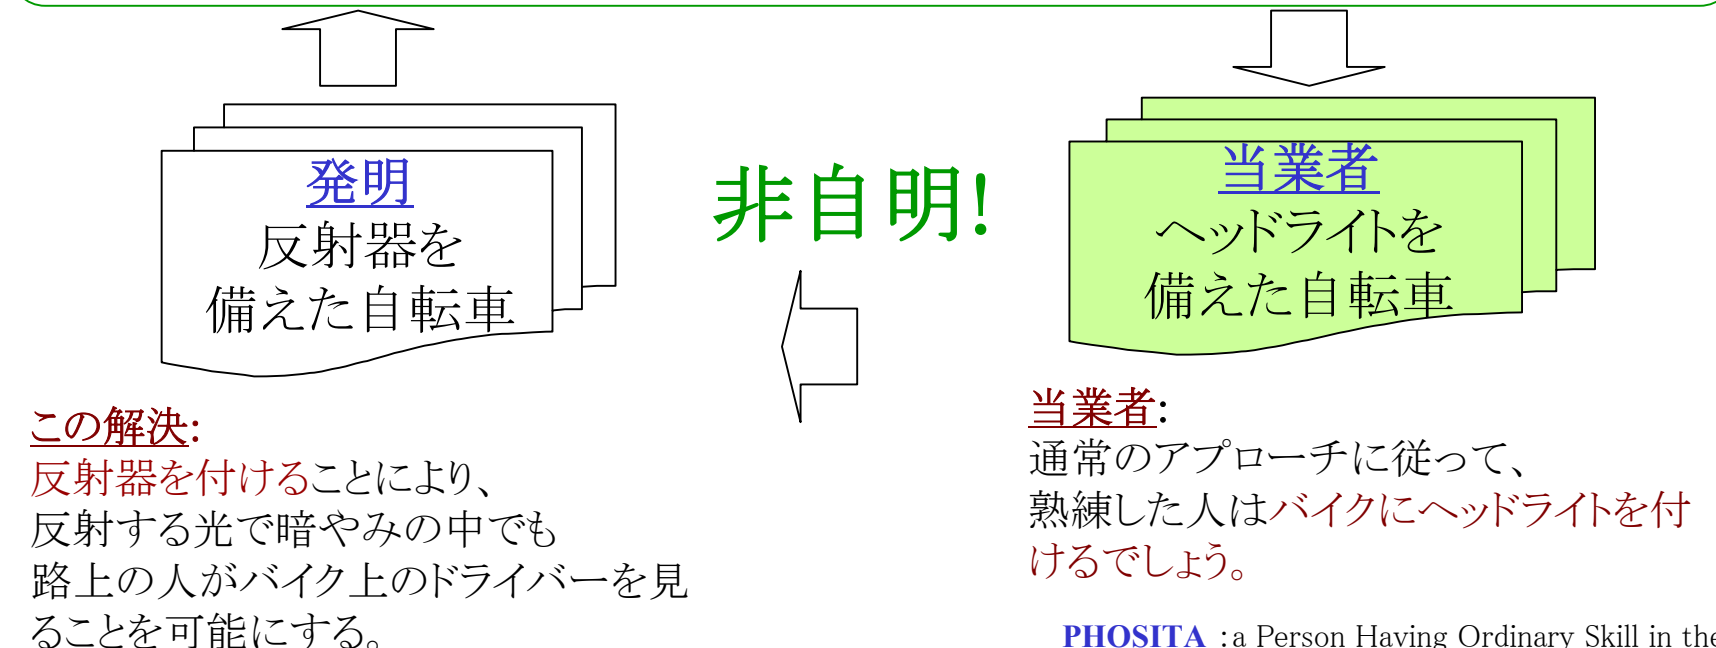 発明
反射器を
備えた自転車
非自明!
当業者
ヘッドライトを
備えた自転車
この解決:
反射器を付けることにより、
反射する光で暗やみの中でも
路上の人がバイク上のドライバーを見
ることを可能にする。
当業者:
通常のアプローチに従って、
熟練した人はバイクにヘッドライトを付
けるでしょう。
PHOSITA :a Person Having Ordinary Skill in the